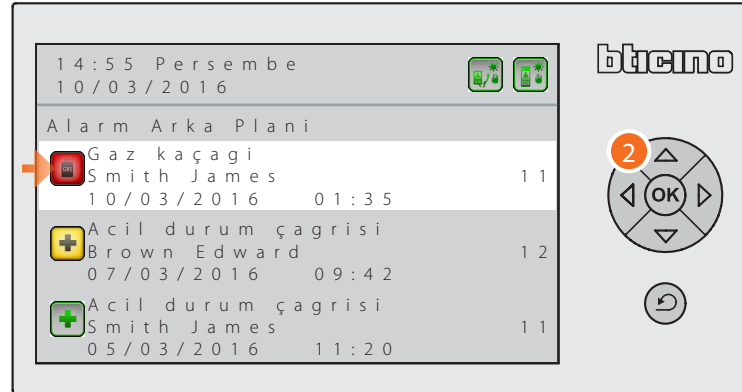 14:55 Persembe
10/03/2016
bticino
Alarm Arka Plani
Gaz kaçagi
Smith James 11
10/03/2016 01:35
Acil durum çagrisi
Brown Edward 12
07/03/2016 09:42
Acil durum çagrisi
Smith James 11
05/03/2016 11:20
2
OK
GAS